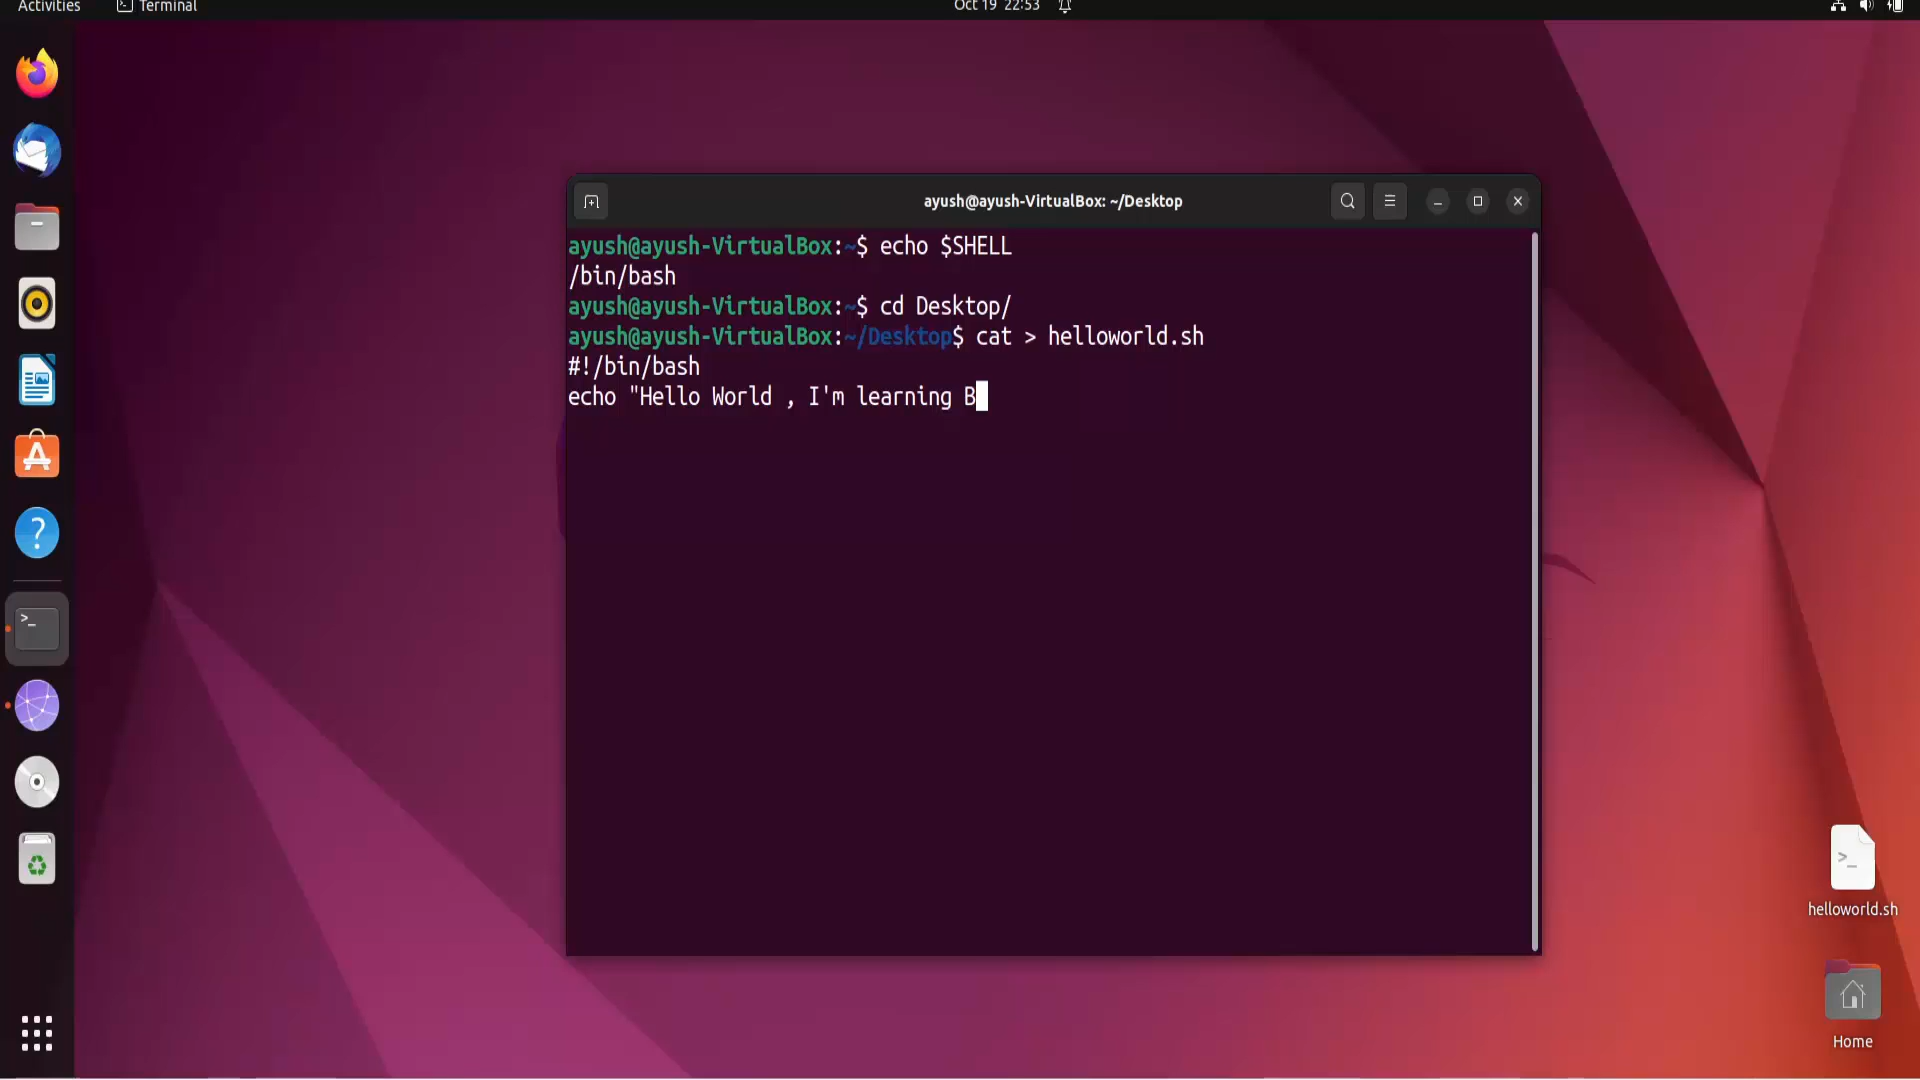 Activities Terminal Oct 19 22:53
ayush@ayush-VirtualBox: ~/Desktop
ayush@ayush-VirtualBox:~$ echo $SHELL
/bin/bash
ayush@ayush-VirtualBox:~$ cd Desktop/
ayush@ayush-VirtualBox:~/Desktop$ cat > helloworld.sh
#!/bin/bash
echo "Hello World , I'm learning B
helloworld.sh
Home